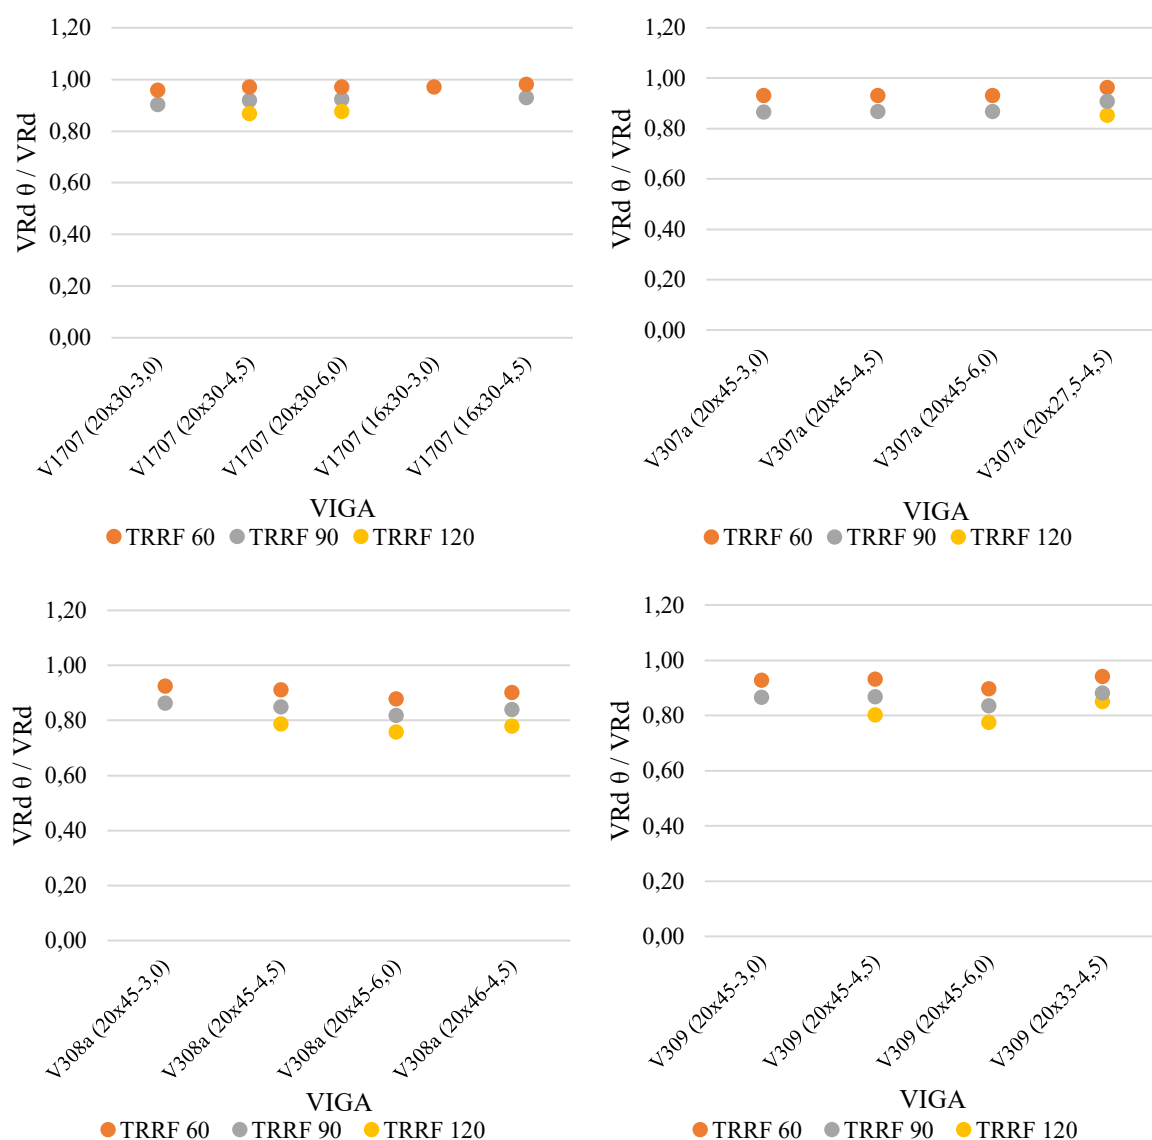 1,20
1,00
0,80
0,60
0,40
0,20
0,00
VRd θ / VRd
V1707 (20x30-3,0)
V1707 (20x30-4,5)
V1707 (20x30-6,0)
V1707 (16x30-3,0)
V1707 (16x30-4,5)
VIGA
TRRF 60 TRRF 90 TRRF 120
1,20
1,00
0,80
0,60
0,40
0,20
0,00
VRd θ / VRd
V307a (20x45-3,0)
V307a (20x45-4,5)
V307a (20x45-6,0)
V307a (20x27,5-4,5)
VIGA
TRRF 60 TRRF 90 TRRF 120
1,20
1,00
0,80
0,60
0,40
0,20
0,00
VRd θ / VRd
V308a (20x45-3,0)
V308a (20x45-4,5)
V308a (20x45-6,0)
V308a (20x46-4,5)
VIGA
TRRF 60 TRRF 90 TRRF 120
1,20
1,00
0,80
0,60
0,40
0,20
0,00
VRd θ / VRd
V309 (20x45-3,0)
V309 (20x45-4,5)
V309 (20x45-6,0)
V309 (20x33-4,5)
VIGA
TRRF 60 TRRF 90 TRRF 120